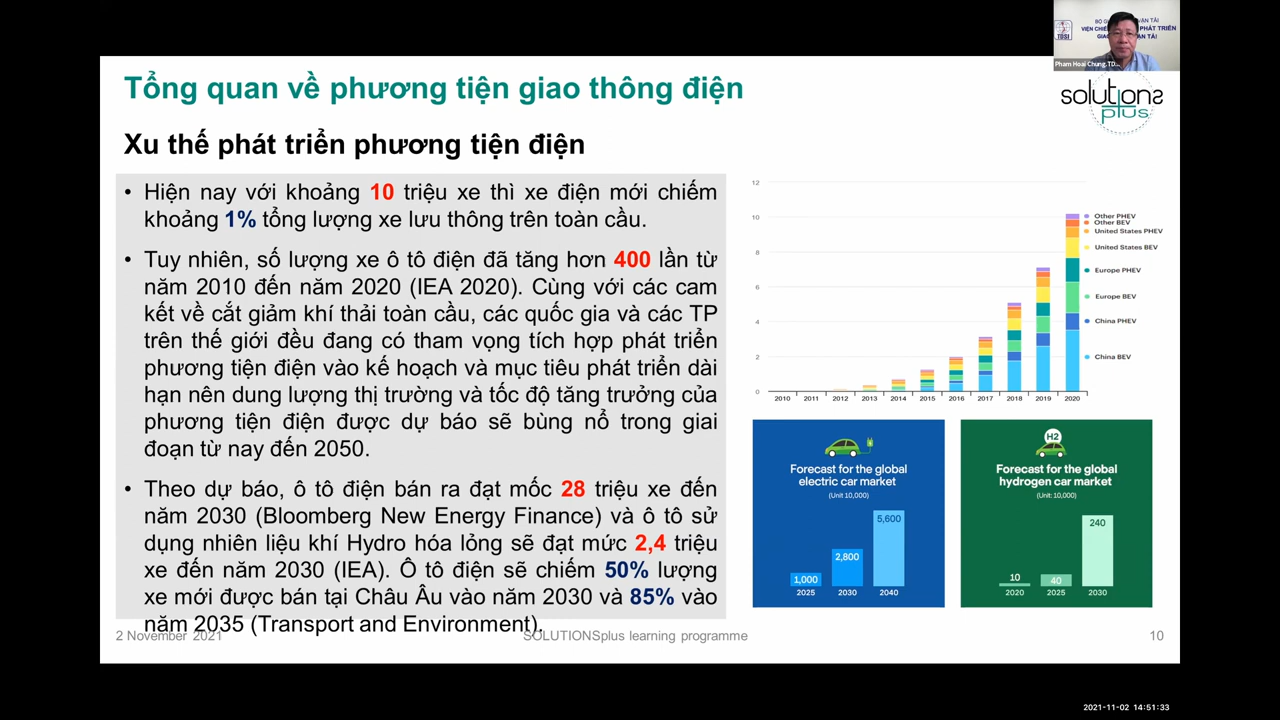 BỘ G
VẬN TẢI
VIỆN CHIẾ
PHÁT TRIỂN
GIAO
ẬN TẢI
TDSI
Pham Hoai Chung.TD...
Tổng quan về phương tiện giao thông điện
solutions
plus
Xu thế phát triển phương tiện điện
• Hiện nay với khoảng 10 triệu xe thì xe điện mới chiếm
khoảng 1% tổng lượng xe lưu thông trên toàn cầu.
• Tuy nhiên, số lượng xe ô tô điện đã tăng hơn 400 lần từ
năm 2010 đến năm 2020 (IEA 2020). Cùng với các cam
kết về cắt giảm khí thải toàn cầu, các quốc gia và các TP
trên thế giới đều đang có tham vọng tích hợp phát triển
phương tiện điện vào kế hoạch và mục tiêu phát triển dài
hạn nên dung lượng thị trường và tốc độ tăng trưởng của
phương tiện điện được dự báo sẽ bùng nổ trong giai
đoạn từ nay đến 2050.
• Theo dự báo, ô tô điện bán ra đạt mốc 28 triệu xe đến
năm 2030 (Bloomberg New Energy Finance) và ô tô sử
dụng nhiên liệu khí Hydro hóa lỏng sẽ đạt mức 2,4 triệu
xe đến năm 2030 (IEA). Ô tô điện sẽ chiếm 50% lượng
xe mới được bán tại Châu Âu vào năm 2030 và 85% vào
năm 2035 (Transport and Environment).
12
10
8
6
4
2
0
2010 2011 2012 2013 2014 2015 2016 2017 2018 2019 2020
Other PHEV
Other BEV
United States PHEV
United States BEV
Europe PHEV
Europe BEV
China PHEV
China BEV
Forecast for the global
electric car market
(Unit 10,000)
1,000 2,800 5,600
2025 2030 2040
H2
Forecast for the global
hydrogen car market
(Unit: 10,000)
10 40 240
2020 2025 2030
2 November 2021
SOLUTIONSplus learning programme
10
2021-11-02 14:51:33